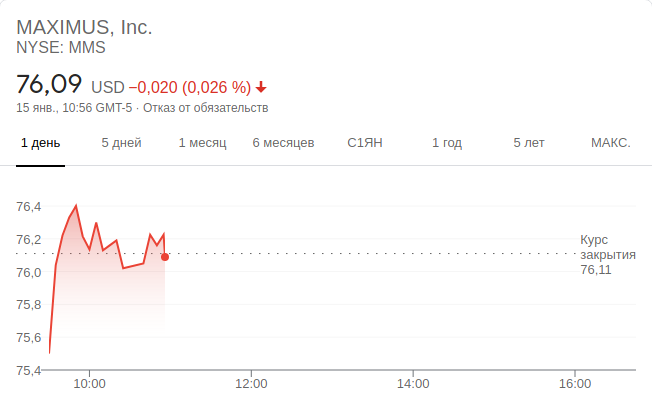 MAXIMUS, Inc.
NYSE: MMS
76,09 USD −0,020 (0,026 %)
15 янв., 10:56 GMT-5 · Отказ от обязательств
1 день 5 дней 1 месяц 6 месяцев С1ЯН 1 год 5 лет МАКС.
76,4
76,2
76,0
75,8
75,6
75,4
Курс
закрытия
76,11
10:00 12:00 14:00 16:00